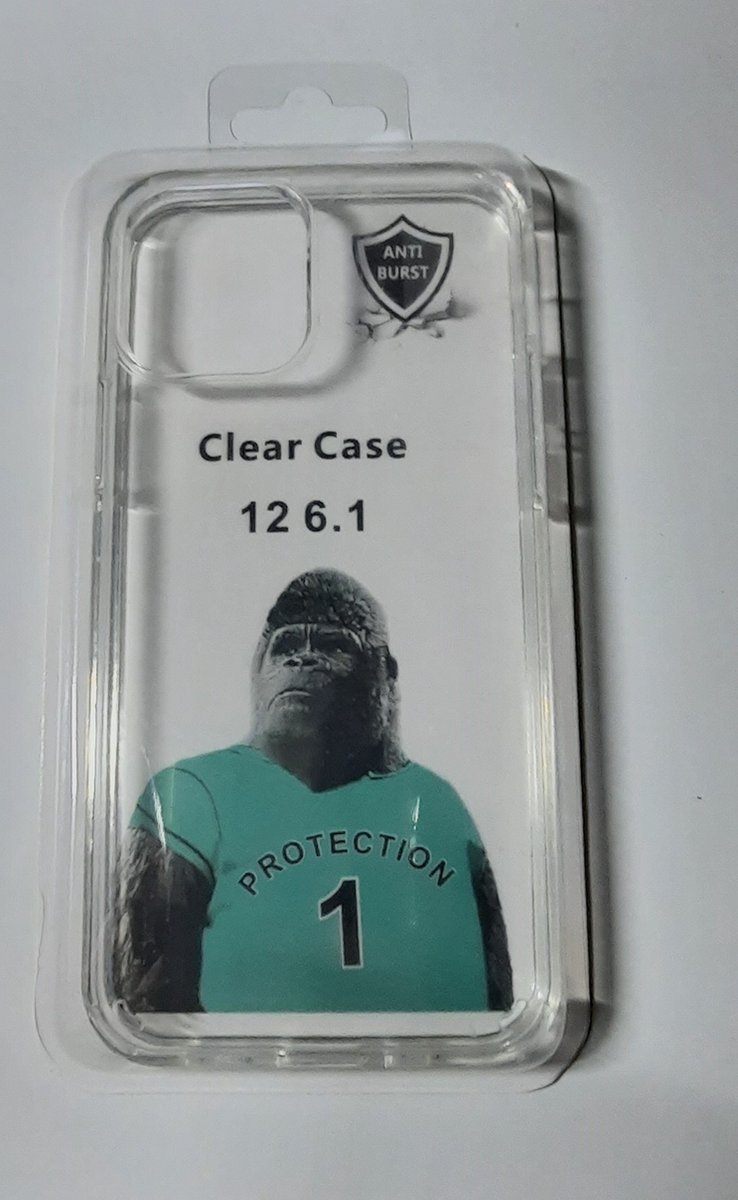 ANTI
BURST
Clear Case
12 6.1
PROTECTION
1